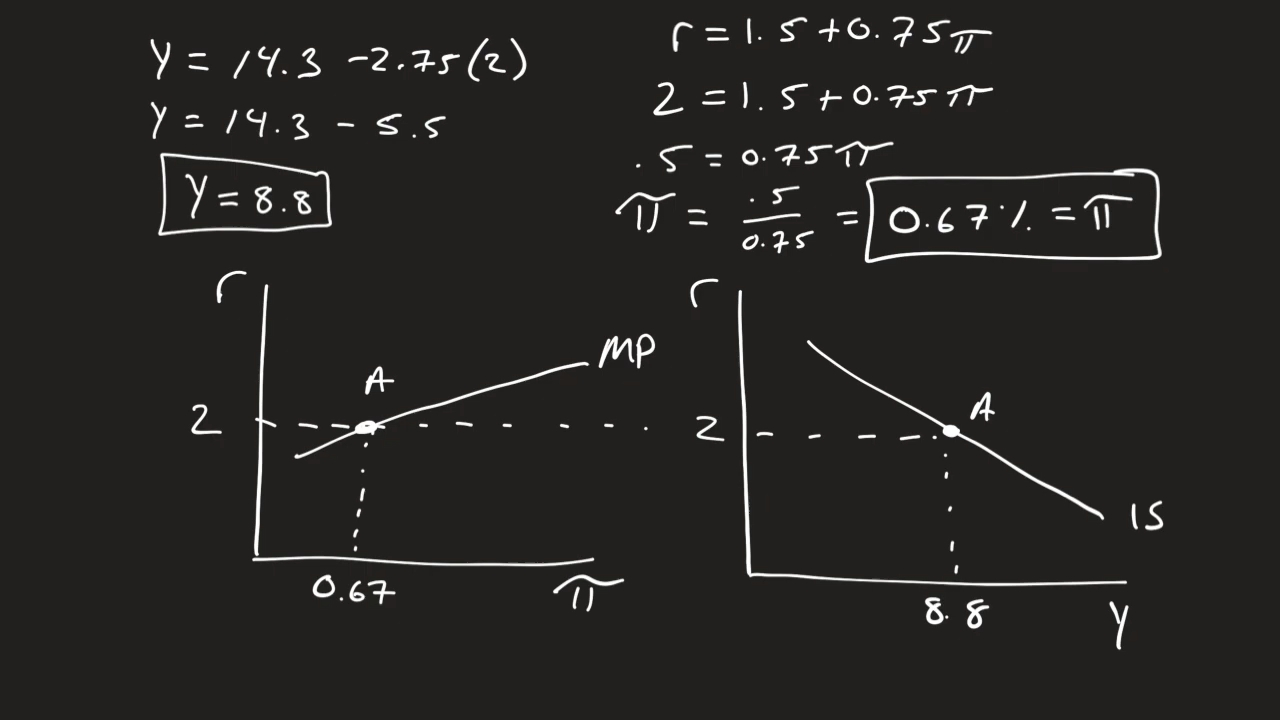 Y = 14.3 - 2.75(2)
Y = 14.3 - 5.5
Y = 8.8
r = 1.5 + 0.75π
2 = 1.5 + 0.75π
.5 = 0.75π
π = .5/0.75 = 0.67% = π
r
MP
A
2
0.67
π
r
A
2
IS
8.8
Y